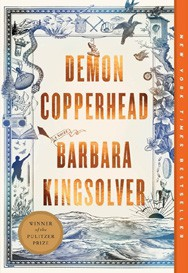 DEMON
COPPERHEAD
A NOVEL
BARBARA
KINGSOLVER
WINNER
OF THE
PULITZER
PRIZE
NEW YORK TIMES BESTSELLER